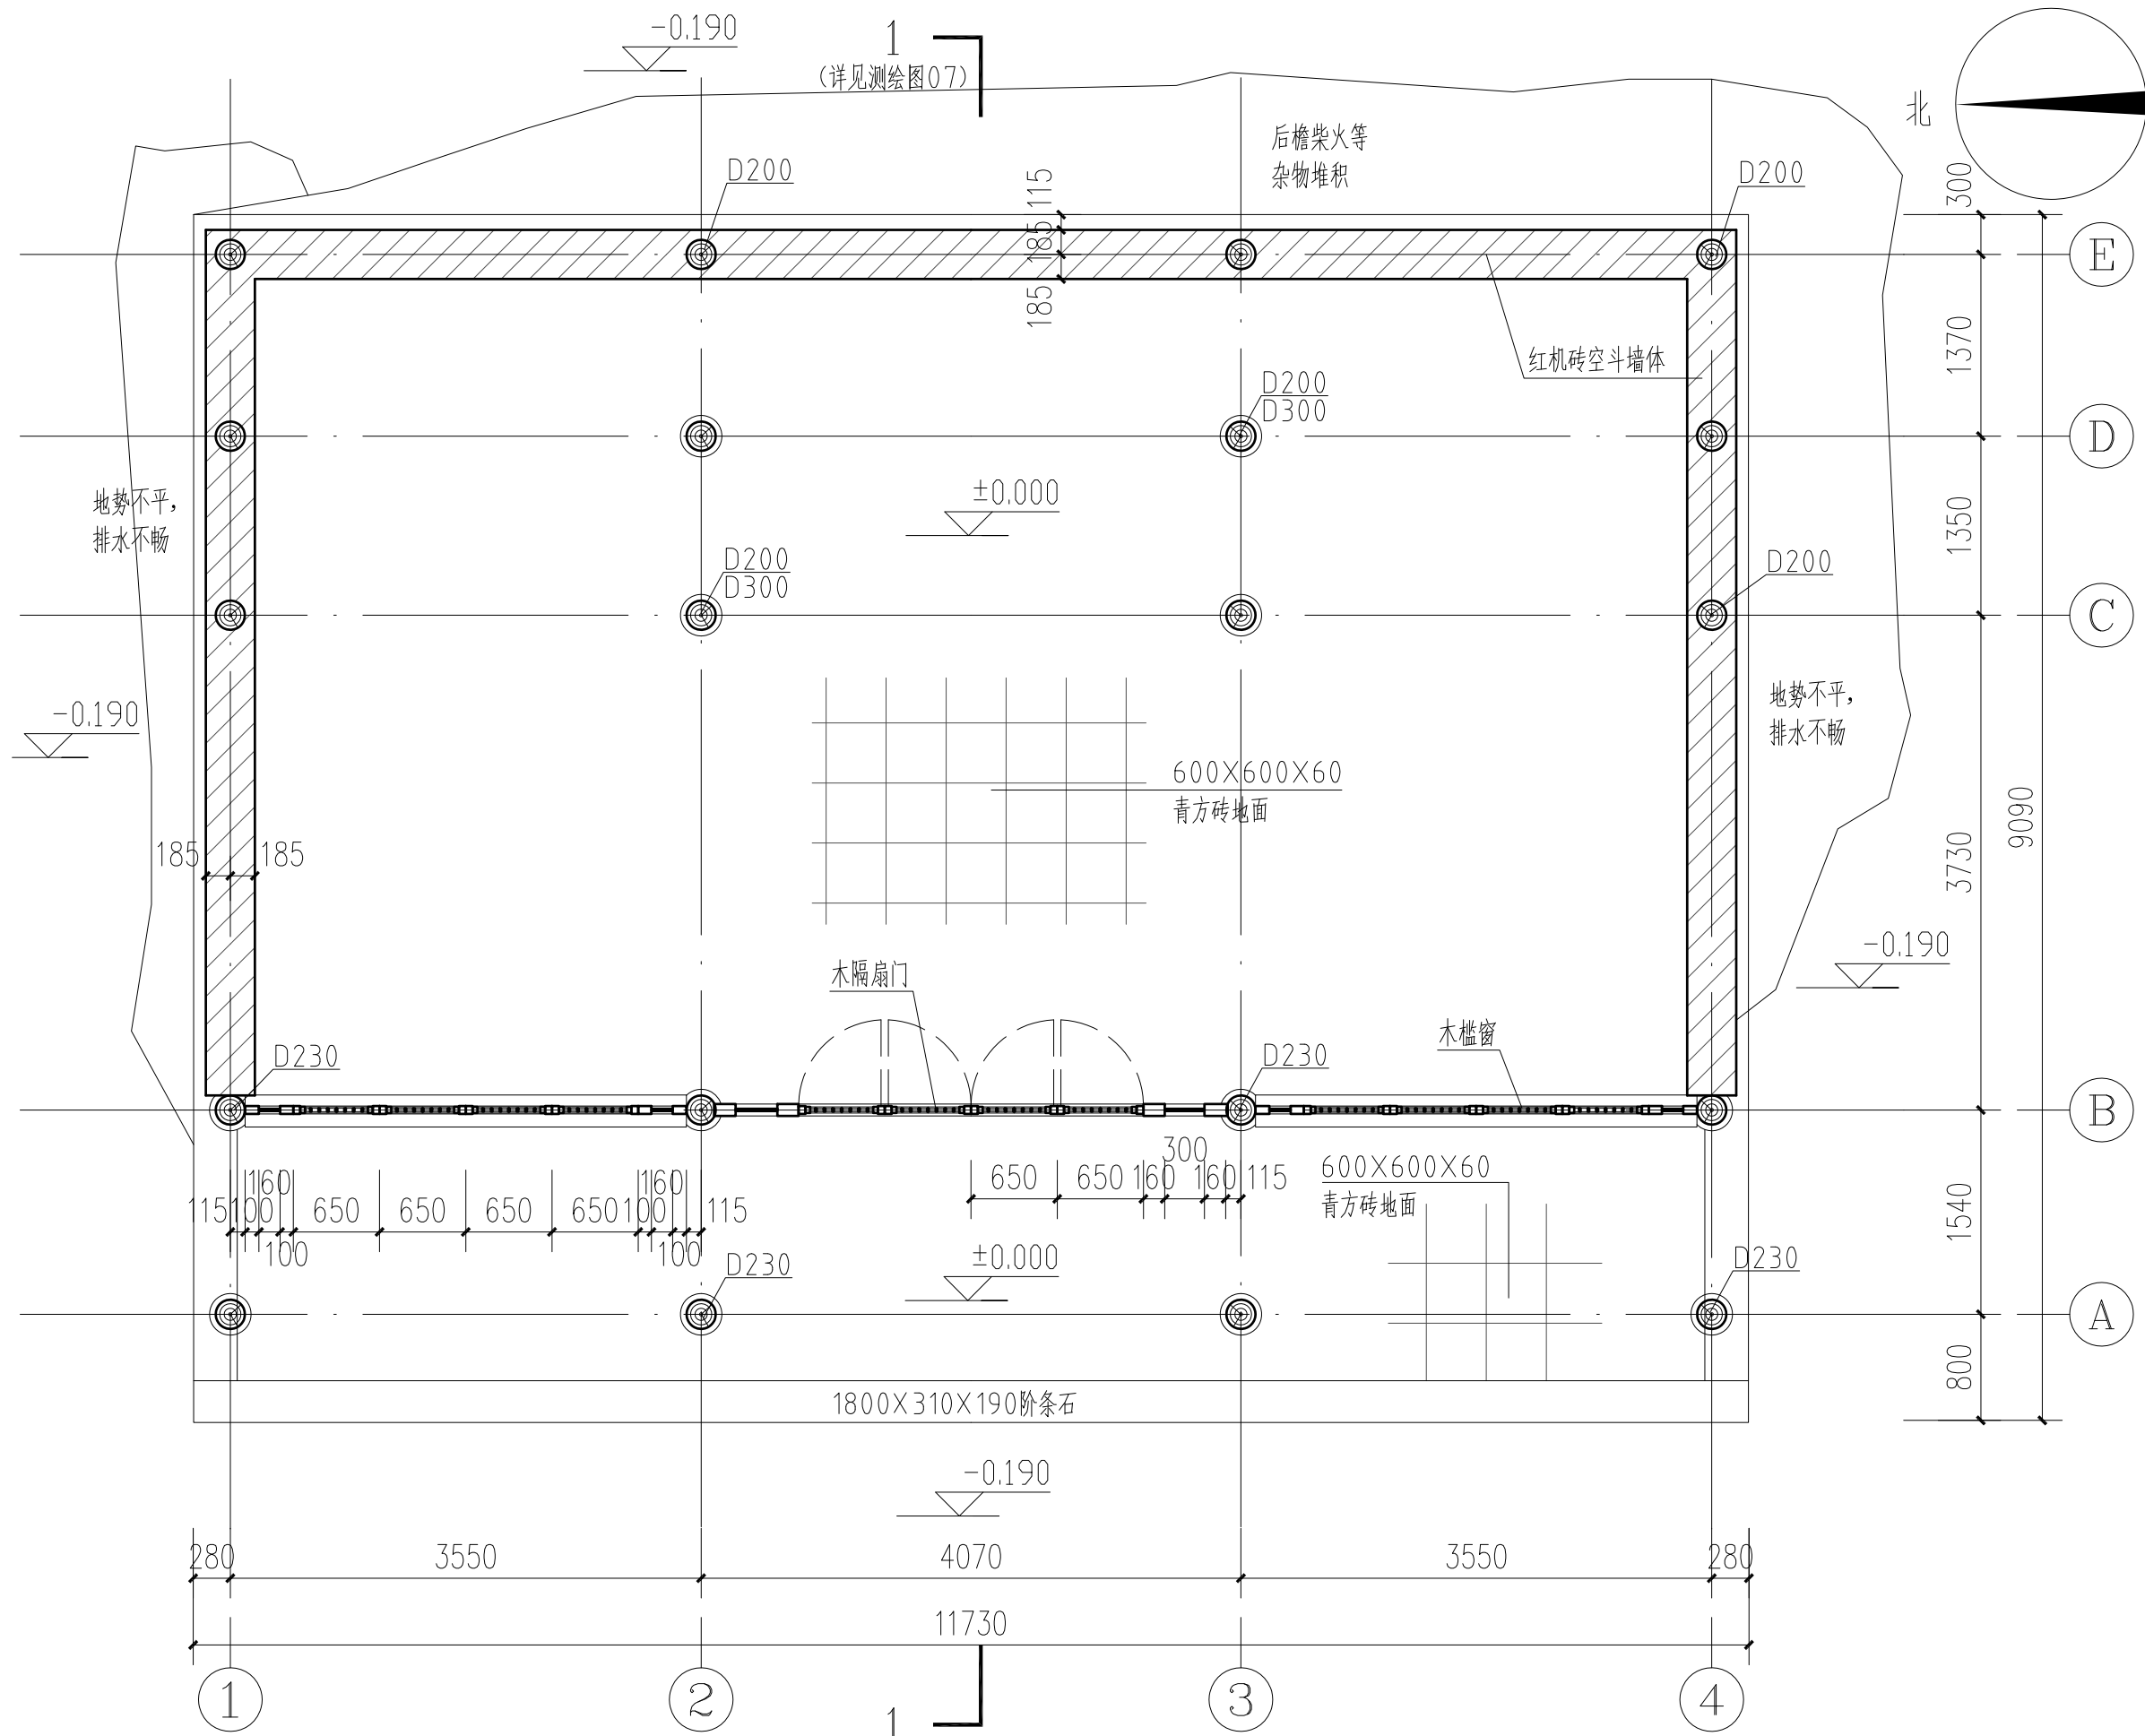 -0.190
1
(详见测绘图07)
北
后檐柴火等
杂物堆积
D200
D200
115
185
185
300
E
红机砖空斗墙体
1370
D200
D300
D
±0.000
地势不平，
排水不畅
1350
D200
D300
D200
C
地势不平，
排水不畅
-0.190
600X600X60
青方砖地面
9090
3730
185
185
-0.190
木隔扇门
木槛窗
D230
D230
B
300
650
650
160
160
115
600X600X60
青方砖地面
160
160
115
100
650
650
650
650
100
115
100
100
1540
±0.000
D230
D230
A
800
1800X310X190阶条石
-0.190
280
3550
4070
3550
280
11730
1
2
3
4
1